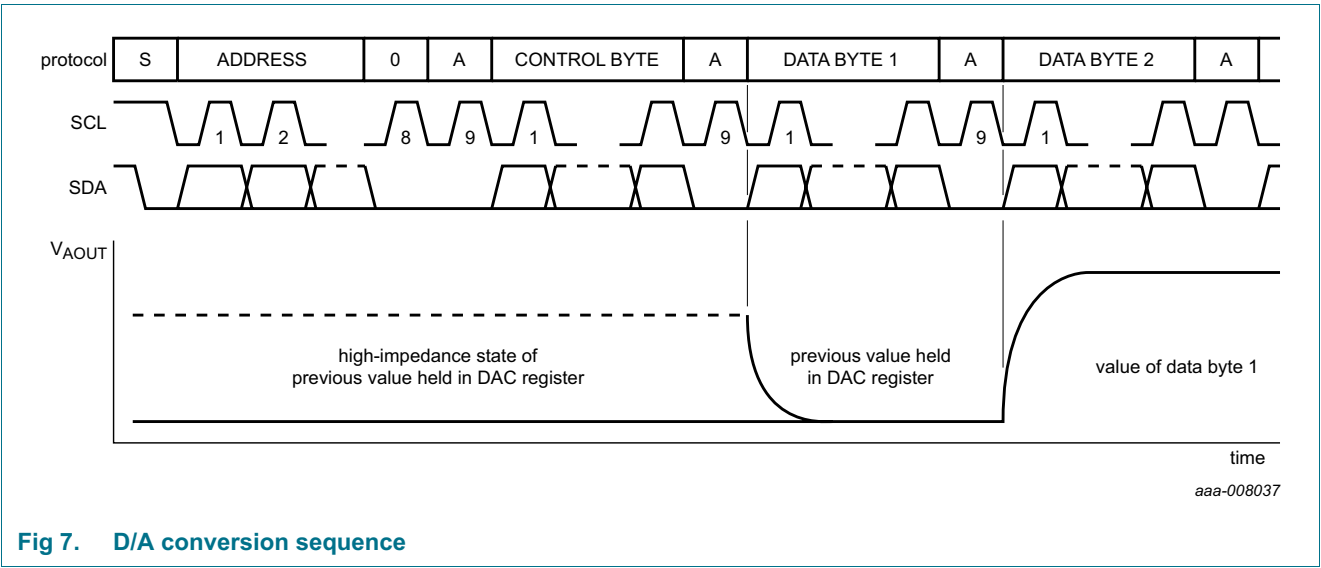 protocol S ADDRESS 0 A CONTROL BYTE A DATA BYTE 1 A DATA BYTE 2 A
SCL 1 2 8 9 1 9 1 9 1
SDA
VAOUT
high-impedance state of
previous value held in DAC register
previous value held
in DAC register
value of data byte 1
time
aaa-008037
Fig 7. D/A conversion sequence